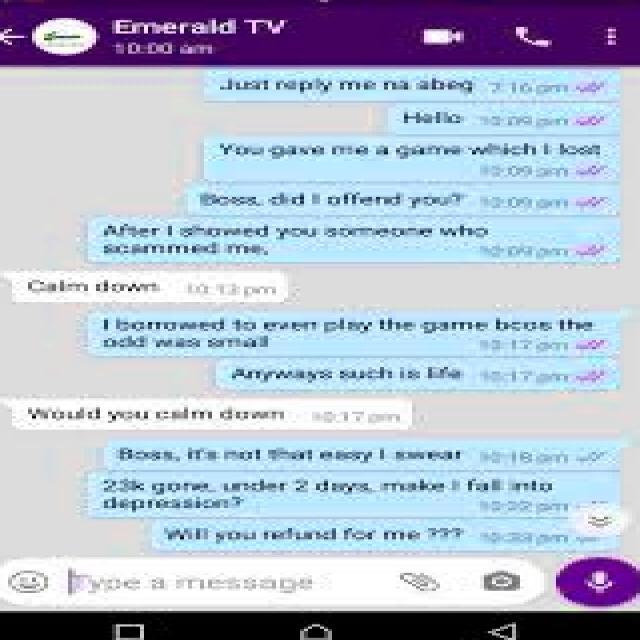 Emerald TV
10:00 am
Just reply me na abeg 7:16 pm
Hello 10:09 pm
You gave me a game which I lost
10:09 pm
Boss, did I offend you? 10:09 pm
After I showed you someone who
scammed me, 10:09 pm
Calm down 10:13 pm
I borrowed to even play the game bcos the
odd was small 10:17 pm
Anyways such is life 10:17 pm
Would you calm down 10:17 pm
Boss, it's not that easy I swear 10:18 pm
23k gone, under 2 days, make I fall into
depression? 10:22 pm
Will you refund for me ??? 10:23 pm
Type a message